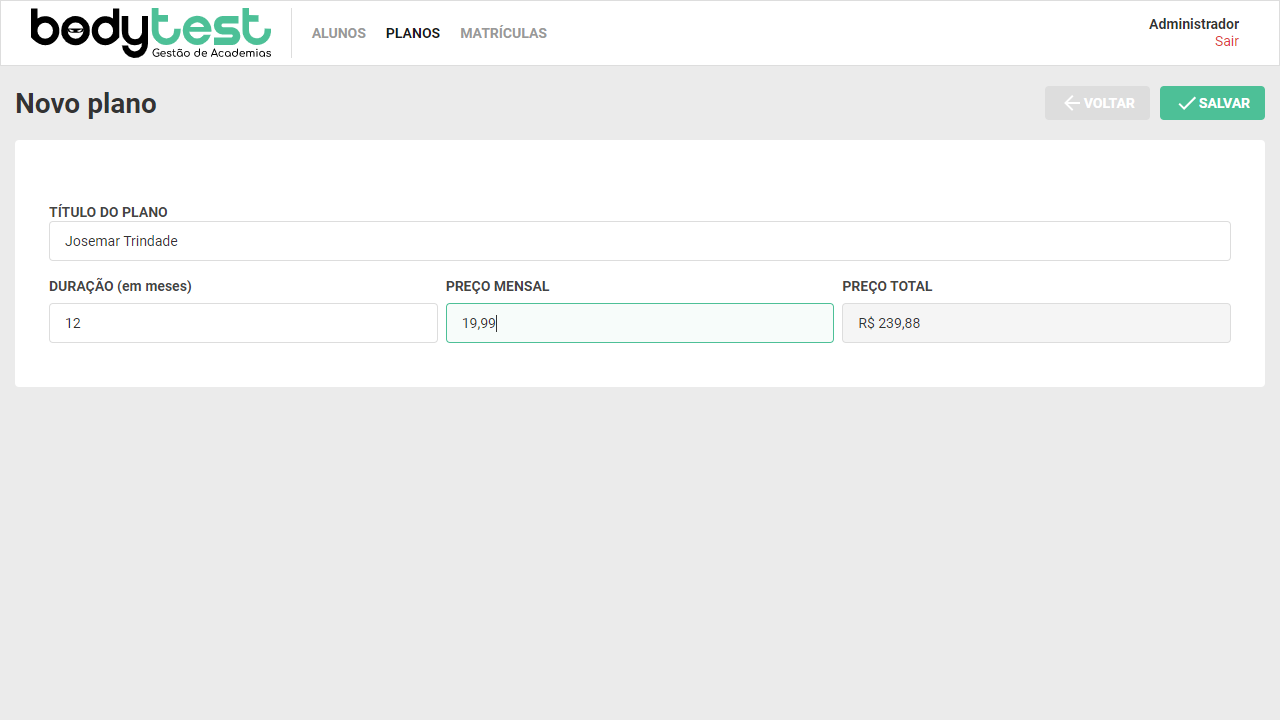 bodytest
Gestão de Academias
ALUNOS PLANOS MATRÍCULAS
Administrador
Sair
Novo plano
VOLTAR
SALVAR
TÍTULO DO PLANO
Josemar Trindade
DURAÇÃO (em meses) PREÇO MENSAL PREÇO TOTAL
12 19,99 R$ 239,88